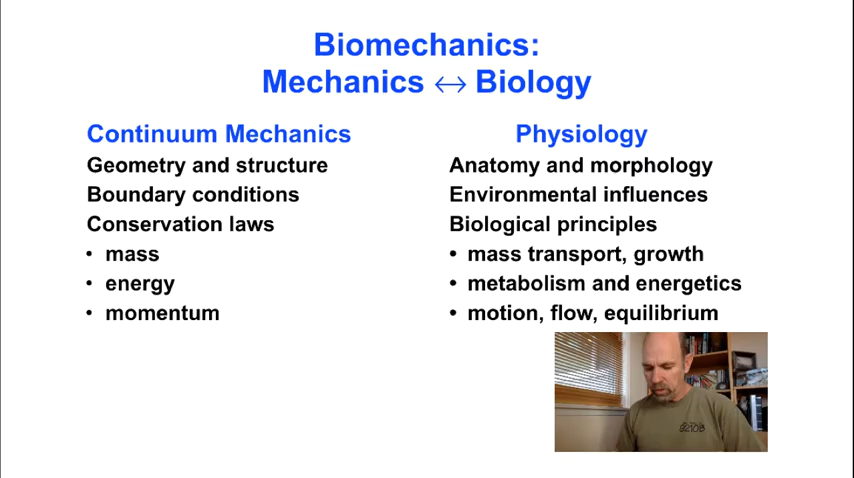 Biomechanics:
Mechanics ↔ Biology
Continuum Mechanics
Geometry and structure
Boundary conditions
Conservation laws
• mass
• energy
• momentum
Physiology
Anatomy and morphology
Environmental influences
Biological principles
• mass transport, growth
• metabolism and energetics
• motion, flow, equilibrium